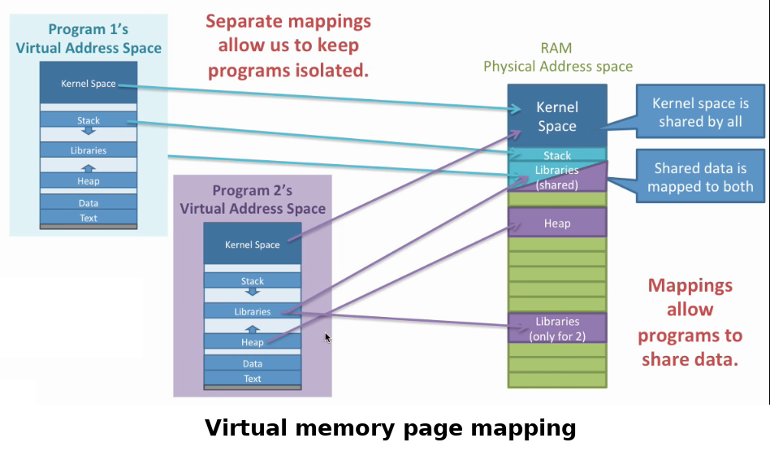 Program 1's
Virtual Address Space
Kernel Space
Stack
Libraries
Heap
Data
Text
Separate mappings
allow us to keep
programs isolated.
Program 2's
Virtual Address Space
Kernel Space
Stack
Libraries
Heap
Data
Text
RAM
Physical Address space
Kernel
Space
Stack
Libraries
(shared)
Heap
Libraries
(only for 2)
Kernel space is
shared by all
Shared data is
mapped to both
Mappings
allow
programs to
share data.
Virtual memory page mapping